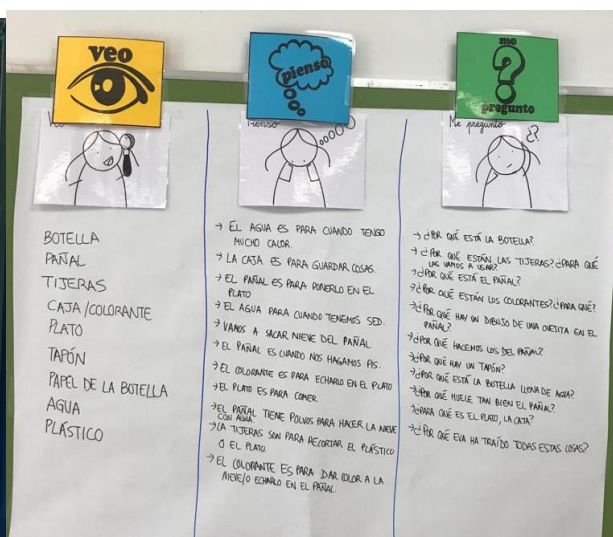 veo
pienso
me
pregunto
Veo
Pienso
Me pregunto
BOTELLA
PAÑAL
TIJERAS
CAJA/COLORANTE
PLATO
TAPÓN
PAPEL DE LA BOTELLA
AGUA
PLÁSTICO
→ EL AGUA ES PARA CUANDO TENGO
MUCHO CALOR.
→ LA CAJA ES PARA GUARDAR COSAS.
→ EL PAÑAL ES PARA PONERLO EN EL
PLATO
→ EL AGUA PARA CUANDO TENEMOS SED.
→ VAMOS A SACAR NIEVE DEL PAÑAL.
→ EL PAÑAL ES CUANDO NOS HAGAMOS PIS.
→ EL COLORANTE ES PARA ECHARLO EN EL PLATO
→ EL PLATO ES PARA COMER.
→ EL PAÑAL TIENE POLVOS PARA HACER LA NIEVE
CON AGUA.
→ LA TIJERAS SON PARA RECORTAR EL PLÁSTICO
O EL PLATO.
→ EL COLORANTE ES PARA DAR COLOR A LA
NIEVE/O ECHARLO EN EL PAÑAL.
→ ¿POR QUÉ ESTÁ LA BOTELLA?
→ ¿POR QUÉ ESTÁN LAS TIJERAS? ¿PARA QUÉ
LAS VAMOS A USAR?
→ ¿POR QUÉ ESTÁ EL PAÑAL?
→ ¿POR QUÉ ESTÁN LOS COLORANTES? ¿PARA QUÉ?
→ ¿POR QUÉ HAY UN DIBUJO DE UNA OVEJITA EN EL
PAÑAL?
→ ¿POR QUÉ HACEMOS LOS DEL PAÑAL?
→ ¿POR QUÉ HAY UN TAPÓN?
→ ¿POR QUÉ ESTÁ LA BOTELLA LLENA DE AGUA?
→ ¿POR QUÉ HUELE TAN BIEN EL PAÑAL?
→ ¿PARA QUÉ ES EL PLATO, LA CAJA?
→ ¿POR QUÉ EVA HA TRAÍDO TODAS ESTAS COSAS?